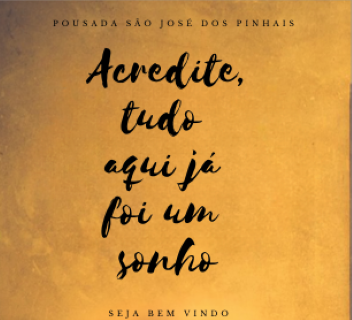 POUSADA SÃO JOSÉ DOS PINHAIS
Acredite,
tudo
aqui já
foi um
sonho
SEJA BEM VINDO